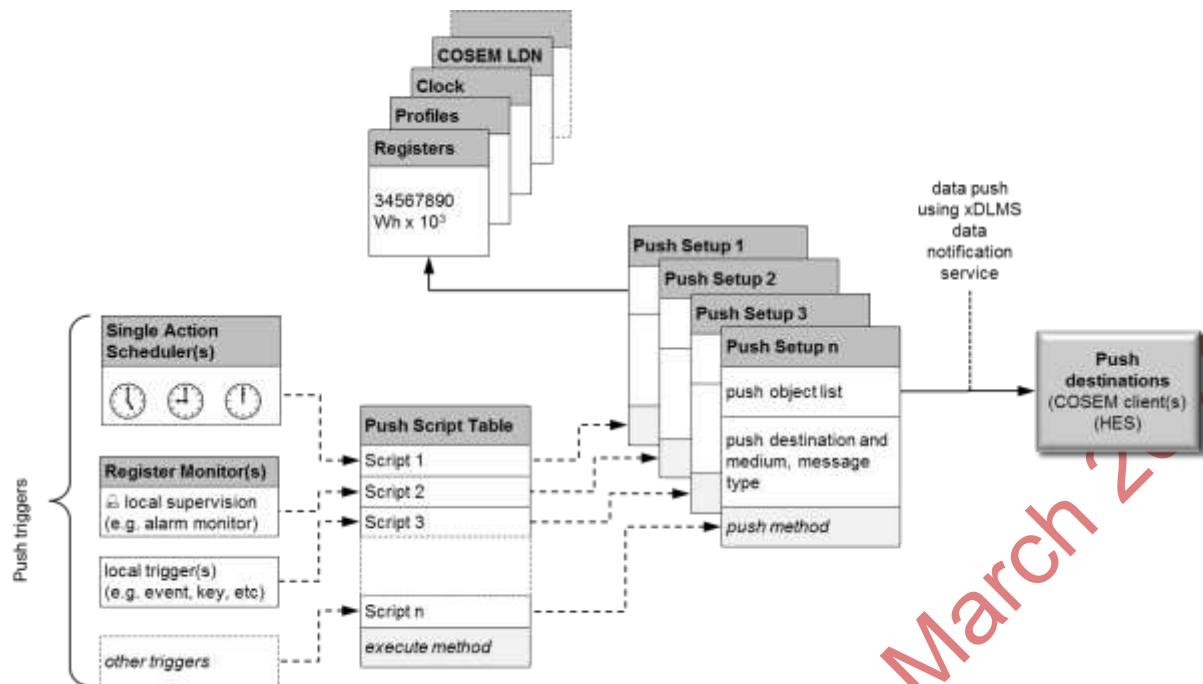 COSEM LDN
Clock
Profiles
Registers
34567890
Wh x 10³
data push
using xDLMS
data
notification
service
Push Setup 1
Push Setup 2
Push Setup 3
Push Setup n
push object list
push destination and
medium, message
type
push method
Push
destinations
(COSEM client(s)
(HES)
Push triggers
Single Action
Scheduler(s)
Register Monitor(s)
local supervision
(e.g. alarm monitor)
local trigger(s)
(e.g. event, key, etc)
other triggers
Push Script Table
Script 1
Script 2
Script 3
Script n
execute method
March